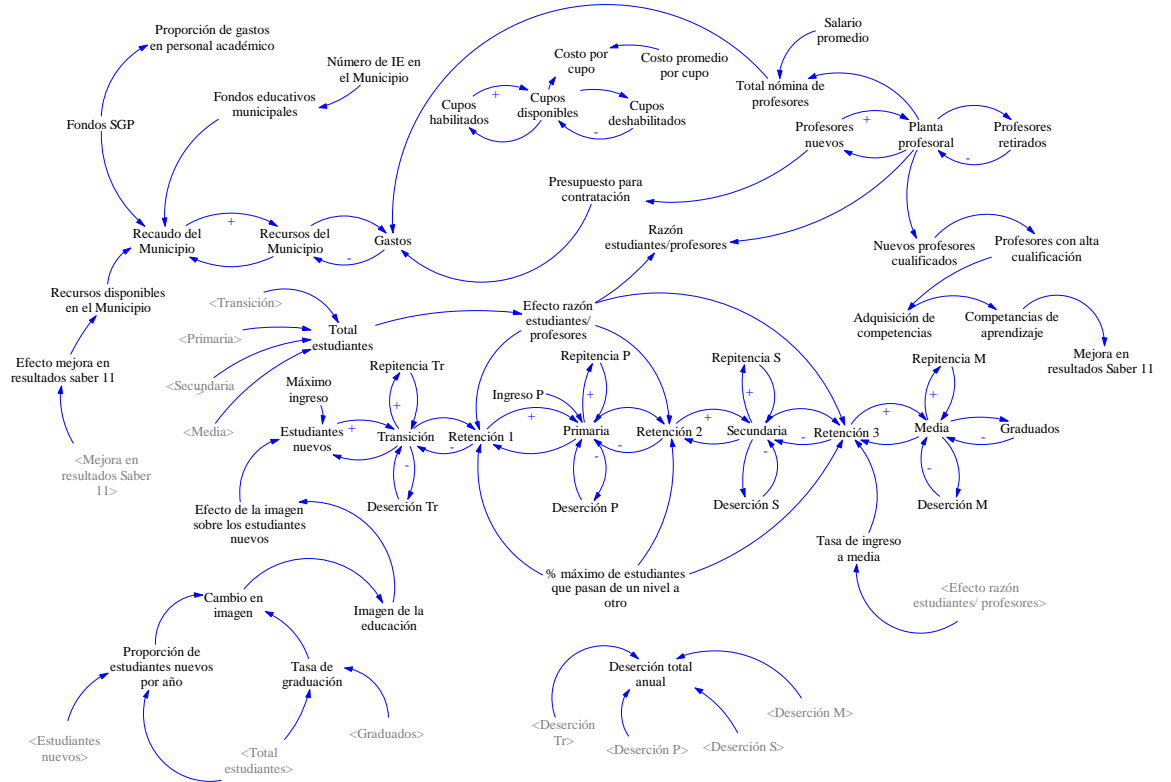 Proporción de gastos
en personal académico
Salario
promedio
Número de IE en
el Municipio
Costo por
cupo
Costo promedio
por cupo
Fondos educativos
municipales
Cupos
habilitados
+
Cupos
disponibles
-
Cupos
deshabilitados
Total nómina de
profesores
Fondos SGP
Profesores
nuevos
+
Planta
profesoral
-
Profesores
retirados
Presupuesto para
contratación
Recaudo del
Municipio
+
Recursos del
Municipio
-
Gastos
Razón
estudiantes/profesores
Nuevos profesores
cualificados
Profesores con alta
cualificación
Recursos disponibles
en el Municipio
<Transición>
<Primaria>
<Secundaria
>
<Media>
Total
estudiantes
Efecto razón
estudiantes/
profesores
Adquisición de
competencias
Competancias de
aprendizaje
Mejora en
resultados Saber 11
Efecto mejora en
resultados saber 11
Máximo
ingreso
Repitencia Tr
Ingreso P
Repitencia P
Repitencia S
Repitencia M
Estudiantes
nuevos
+
+
Transición
-
-
Retención 1
+
+
Primaria
-
-
Retención 2
+
+
Secundaria
-
-
Retención 3
+
+
Media
-
-
Graduados
<Mejora en
resultados Saber
11>
Deserción Tr
Deserción P
Deserción S
Deserción M
Efecto de la imagen
sobre los estudiantes
nuevos
Tasa de ingreso
a media
% máximo de estudiantes
que pasan de un nivel a
otro
<Efecto razón
estudiantes/ profesores>
Cambio en
imagen
Imagen de la
educación
Proporción de
estudiantes nuevos
por año
Tasa de
graduación
Deserción total
anual
<Estudiantes
nuevos>
<Total
estudiantes>
<Graduados>
<Deserción
Tr>
<Deserción P>
<Deserción S>
<Deserción M>